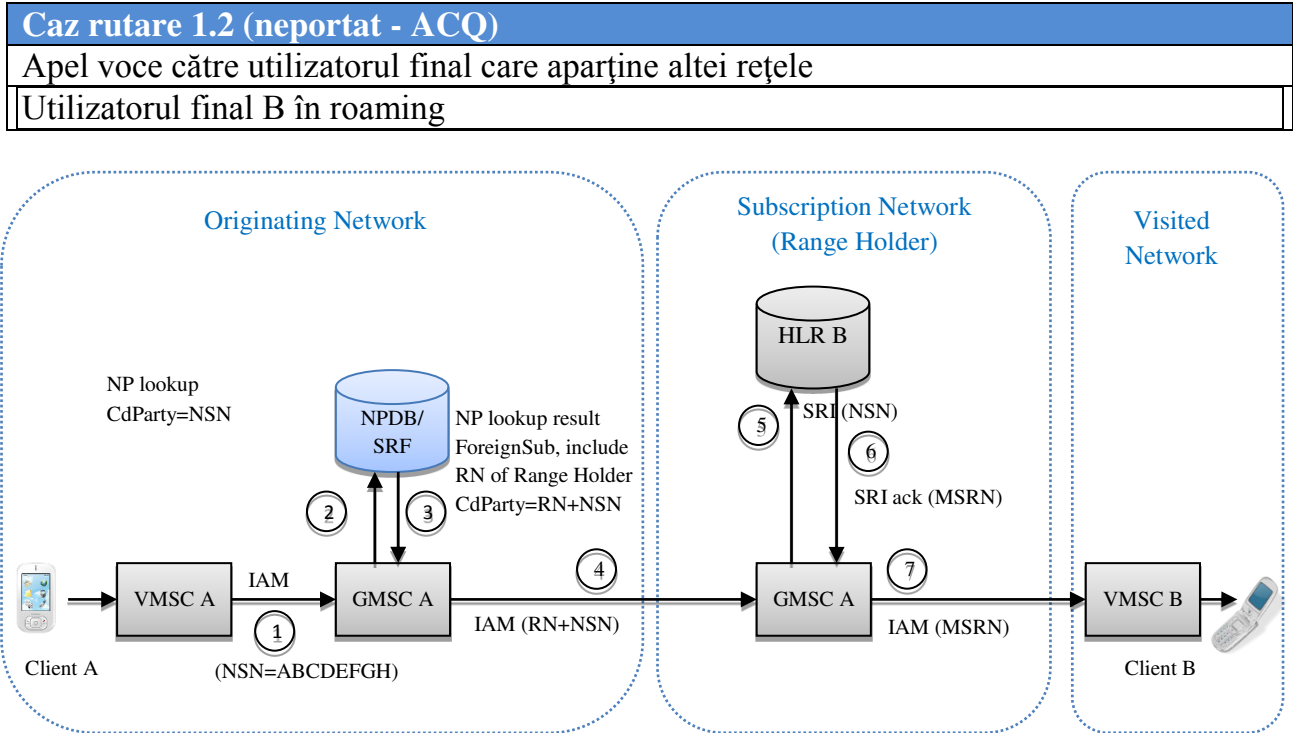 Caz rutare 1.2 (neportat - ACQ)
Apel voce către utilizatorul final care aparţine altei reţele
Utilizatorul final B în roaming
Originating Network
Subscription Network
(Range Holder)
Visited
Network
HLR B
NP lookup
CdParty=NSN
NPDB/
SRF
NP lookup result
ForeignSub, include
RN of Range Holder
CdParty=RN+NSN
SRI (NSN)
5
6
SRI ack (MSRN)
2
3
4
7
IAM
VMSC A
GMSC A
GMSC A
VMSC B
1
IAM (RN+NSN)
IAM (MSRN)
Client A
(NSN=ABCDEFGH)
Client B